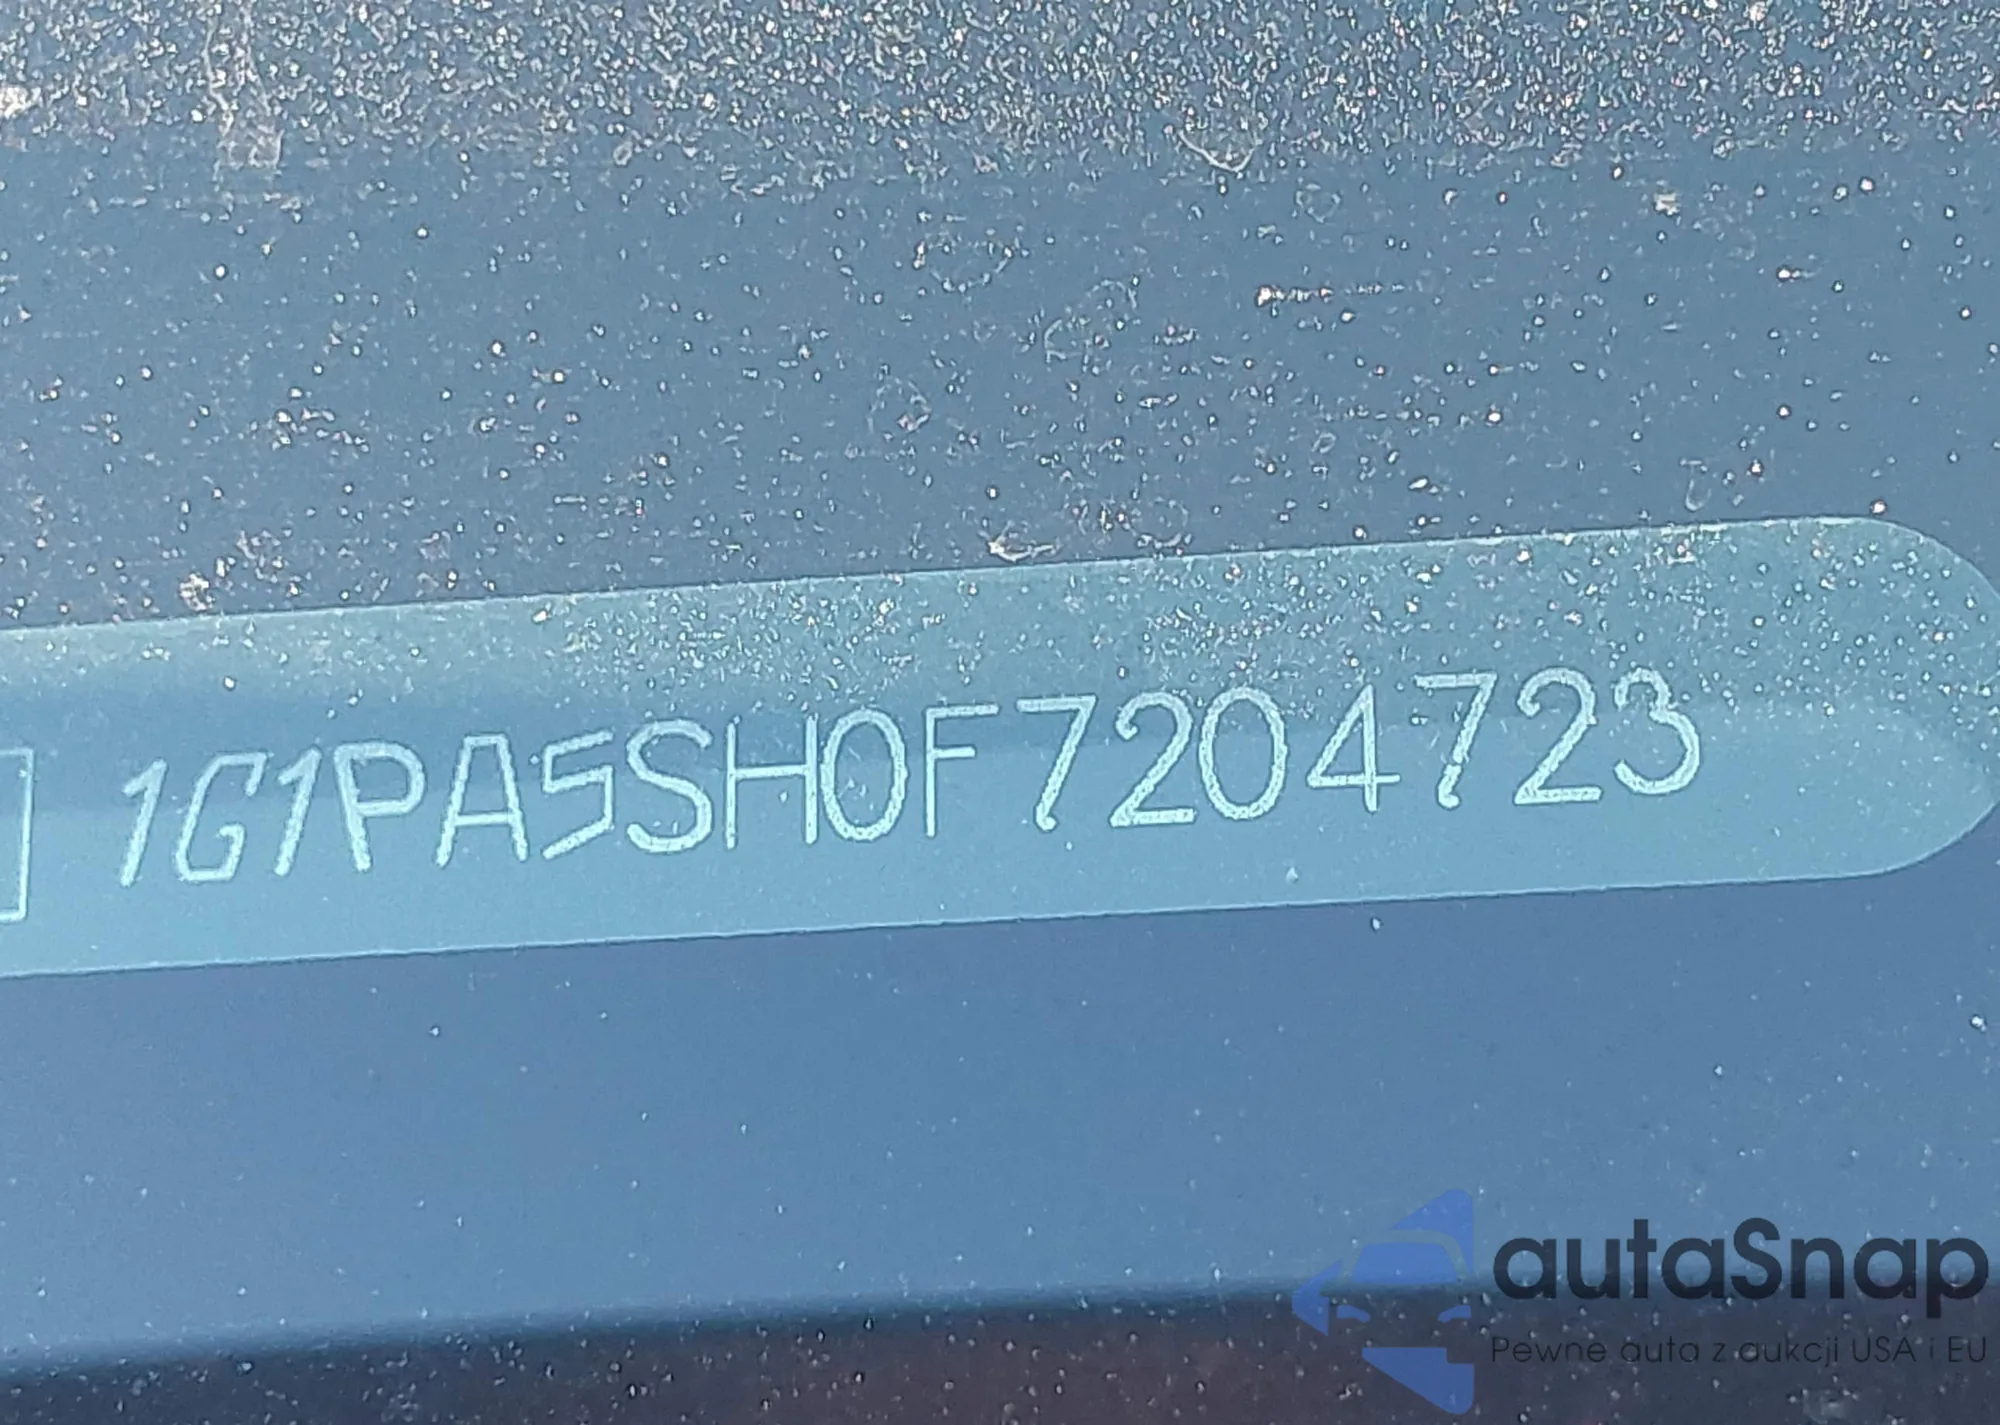 1G1PA5SH0F7204723
autaSnap
Pewne auta z aukcji USA i EU